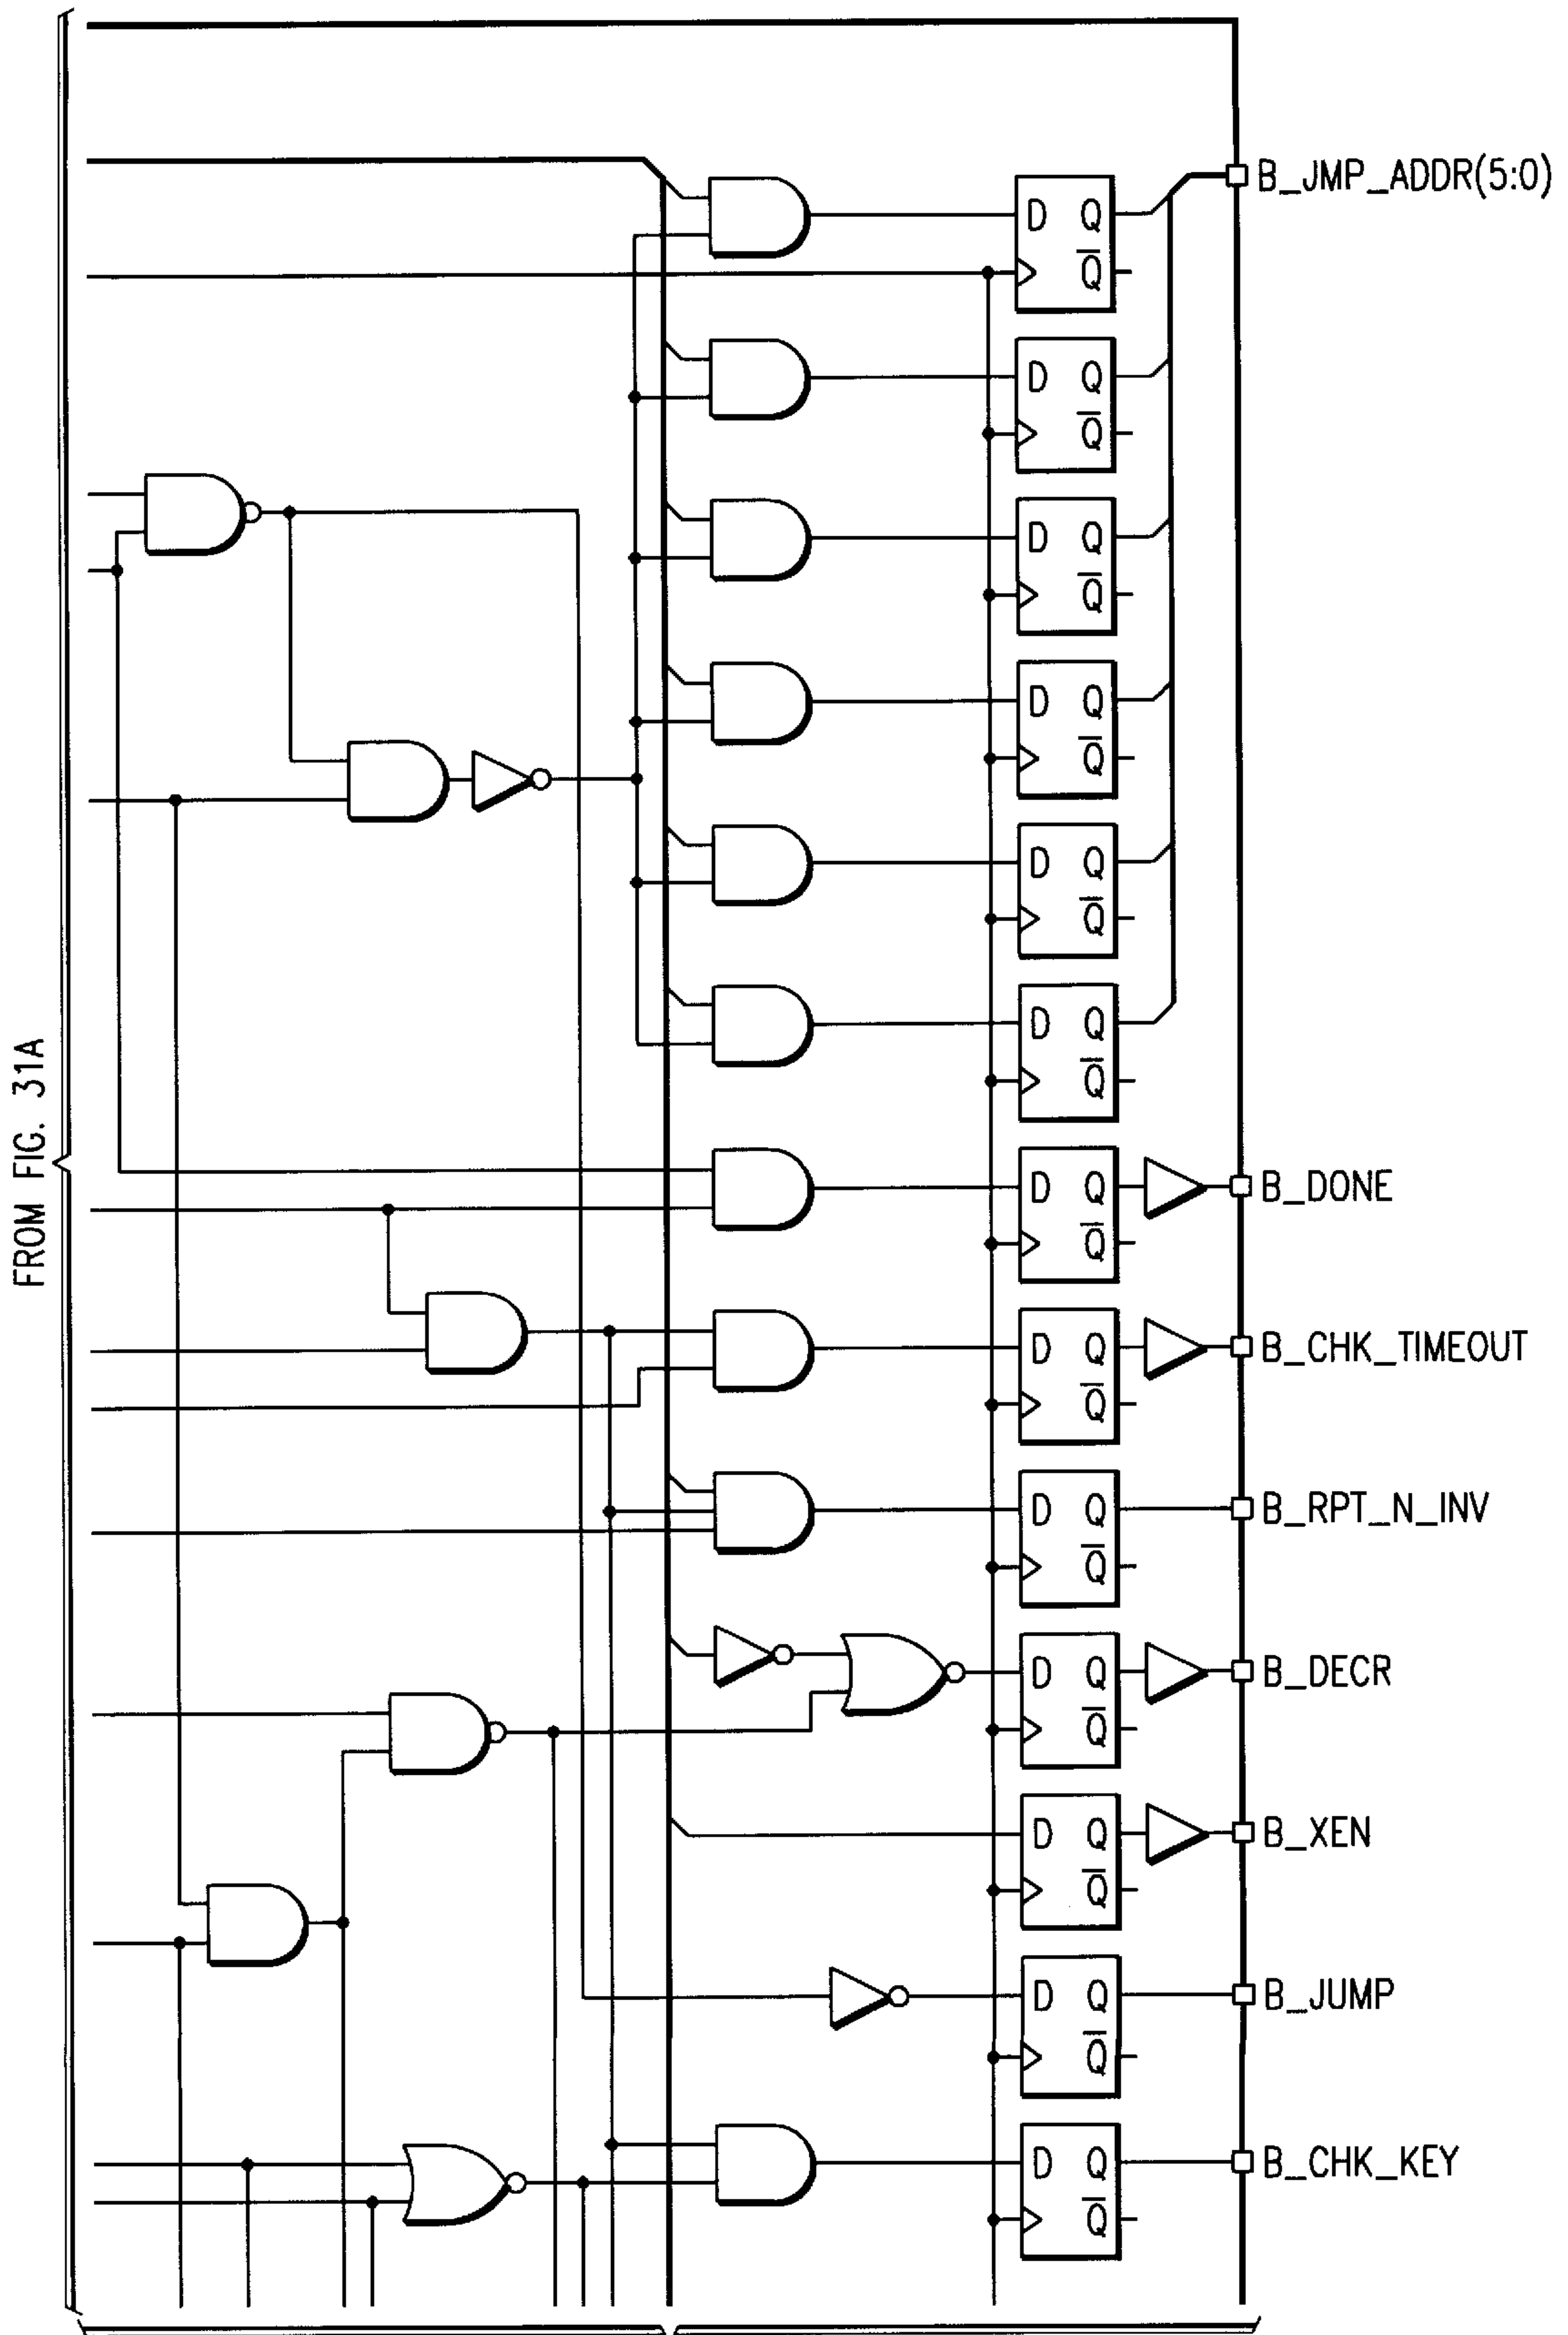 B_JMP_ADDR(5:0)
D Q
Q
D Q
Q
D Q
Q
D Q
Q
D Q
Q
D Q
Q
FROM FIG. 31A
D Q
Q
B_DONE
D Q
Q
B_CHK_TIMEOUT
D Q
Q
B_RPT_N_INV
D Q
Q
B_DECR
D Q
Q
B_XEN
D Q
Q
B_JUMP
D Q
Q
B_CHK_KEY